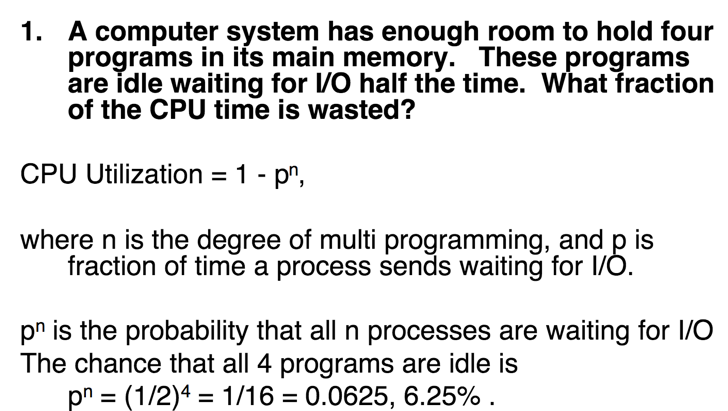 1. A computer system has enough room to hold four
programs in its main memory. These programs
are idle waiting for I/O half the time. What fraction
of the CPU time is wasted?
CPU Utilization = 1 - pⁿ,
where n is the degree of multi programming, and p is
fraction of time a process sends waiting for I/O.
pⁿ is the probability that all n processes are waiting for I/O
The chance that all 4 programs are idle is
pⁿ = (1/2)⁴ = 1/16 = 0.0625, 6.25% .